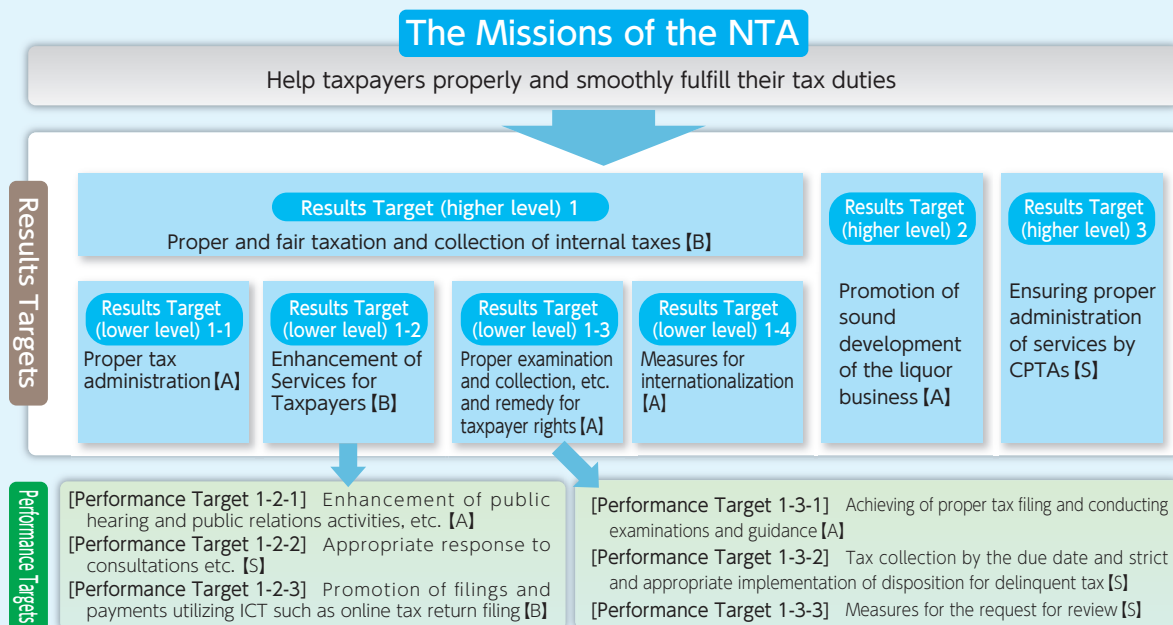 The Missions of the NTA
Help taxpayers properly and smoothly fulfill their tax duties
Results Targets
Results Target (higher level) 1
Proper and fair taxation and collection of internal taxes【B】
Results Target
(lower level) 1-1
Proper tax
administration【A】
Results Target
(lower level) 1-2
Enhancement of
Services for
Taxpayers【B】
Results Target
(lower level) 1-3
Proper examination
and collection, etc.
and remedy for
taxpayer rights【A】
Results Target
(lower level) 1-4
Measures for
internationalization
【A】
Results Target
(higher level) 2
Promotion of
sound
development
of the liquor
business【A】
Results Target
(higher level) 3
Ensuring proper
administration
of services by
CPTAs【S】
Performance Targets
[Performance Target 1-2-1] Enhancement of public
hearing and public relations activities, etc.【A】
[Performance Target 1-2-2] Appropriate response to
consultations etc.【S】
[Performance Target 1-2-3] Promotion of filings and
payments utilizing ICT such as online tax return filing【B】
[Performance Target 1-3-1] Achieving of proper tax filing and conducting
examinations and guidance【A】
[Performance Target 1-3-2] Tax collection by the due date and strict
and appropriate implementation of disposition for delinquent tax【S】
[Performance Target 1-3-3] Measures for the request for review【S】